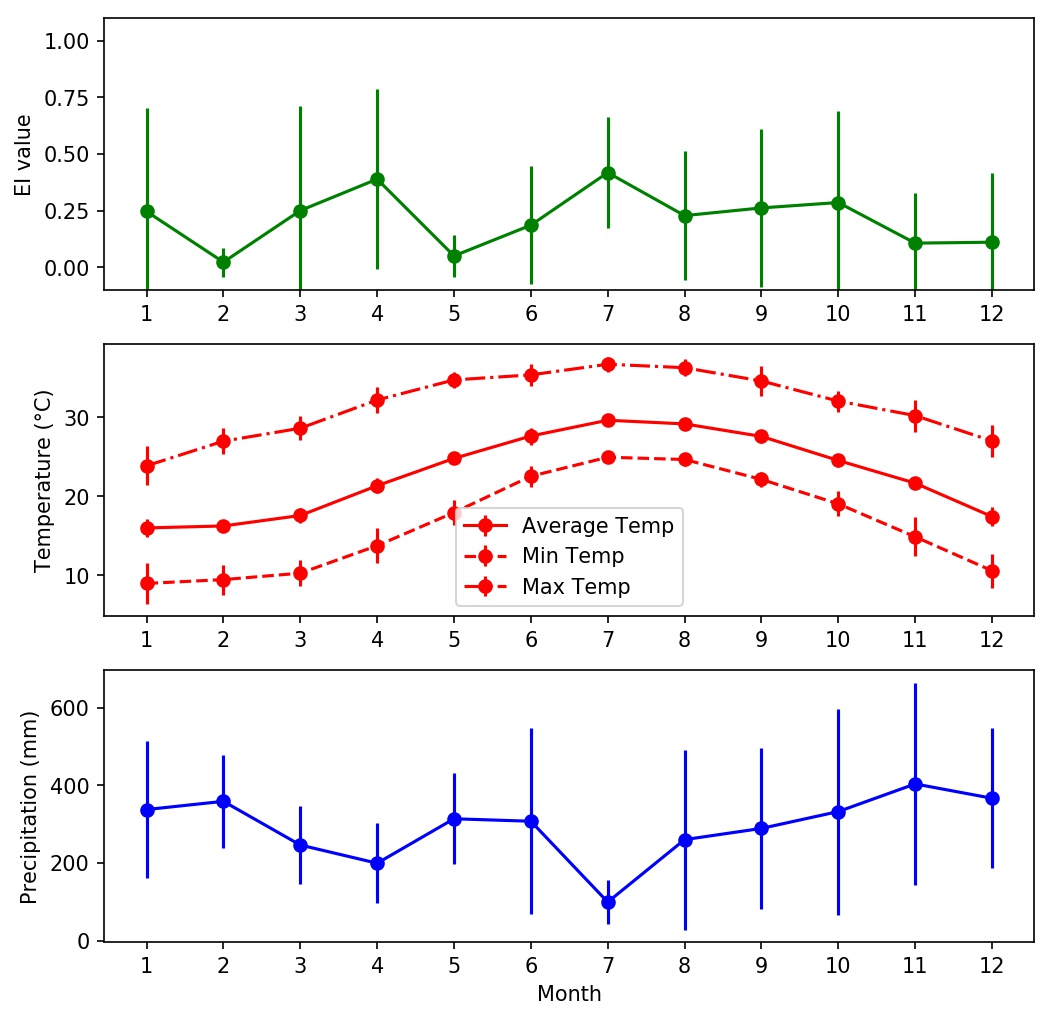 EI value
1.00
0.75
0.50
0.25
0.00
1 2 3 4 5 6 7 8 9 10 11 12
Temperature (°C)
30
20
10
Average Temp
Min Temp
Max Temp
1 2 3 4 5 6 7 8 9 10 11 12
Precipitation (mm)
600
400
200
0
1 2 3 4 5 6 7 8 9 10 11 12
Month